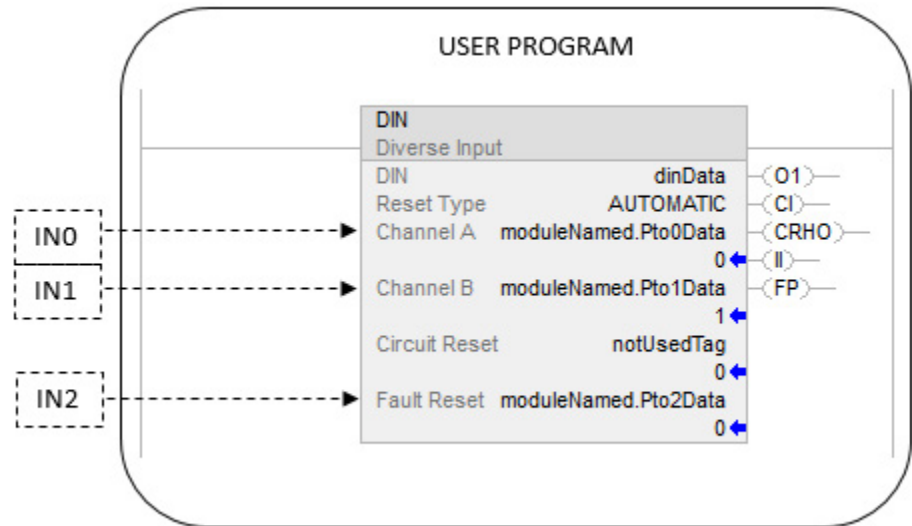 USER PROGRAM
DIN
Diverse Input
DIN dinData (O1)
Reset Type AUTOMATIC (CI)
IN0 Channel A moduleNamed.Pto0Data (CRHO)
0 (II)
IN1 Channel B moduleNamed.Pto1Data (FP)
1
Circuit Reset notUsedTag
0
IN2 Fault Reset moduleNamed.Pto2Data
0